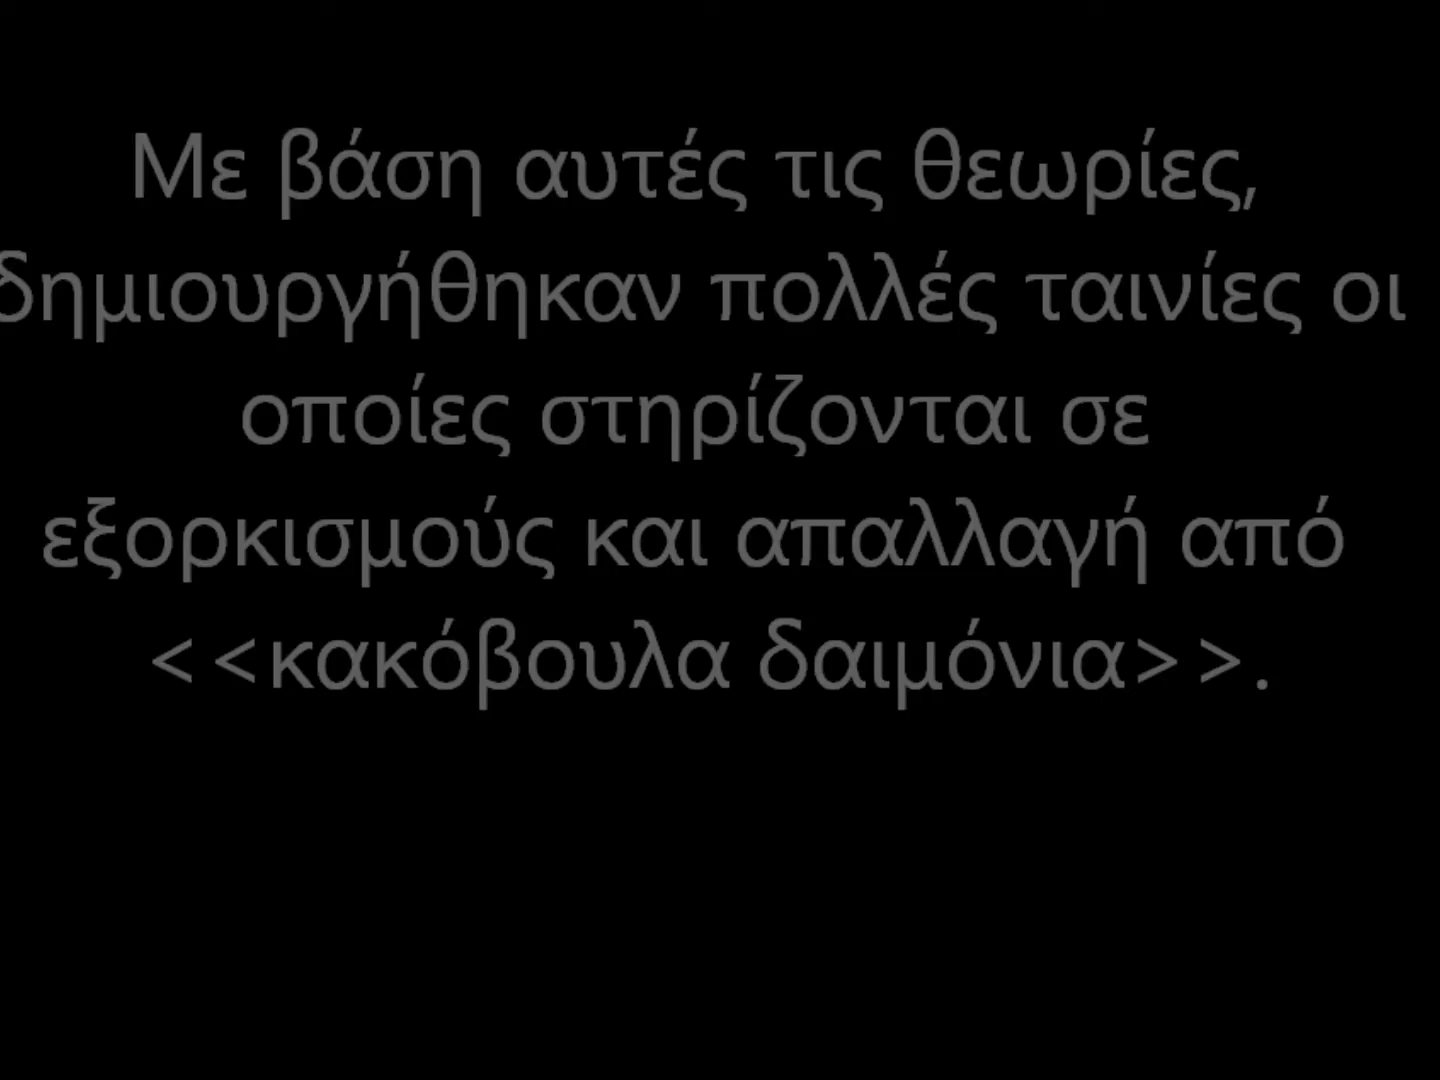 Με βάση αυτές τις θεωρίες,
δημιουργήθηκαν πολλές ταινίες οι
οποίες στηρίζονται σε
εξορκισμούς και απαλλαγή από
<<κακόβουλα δαιμόνια>>.